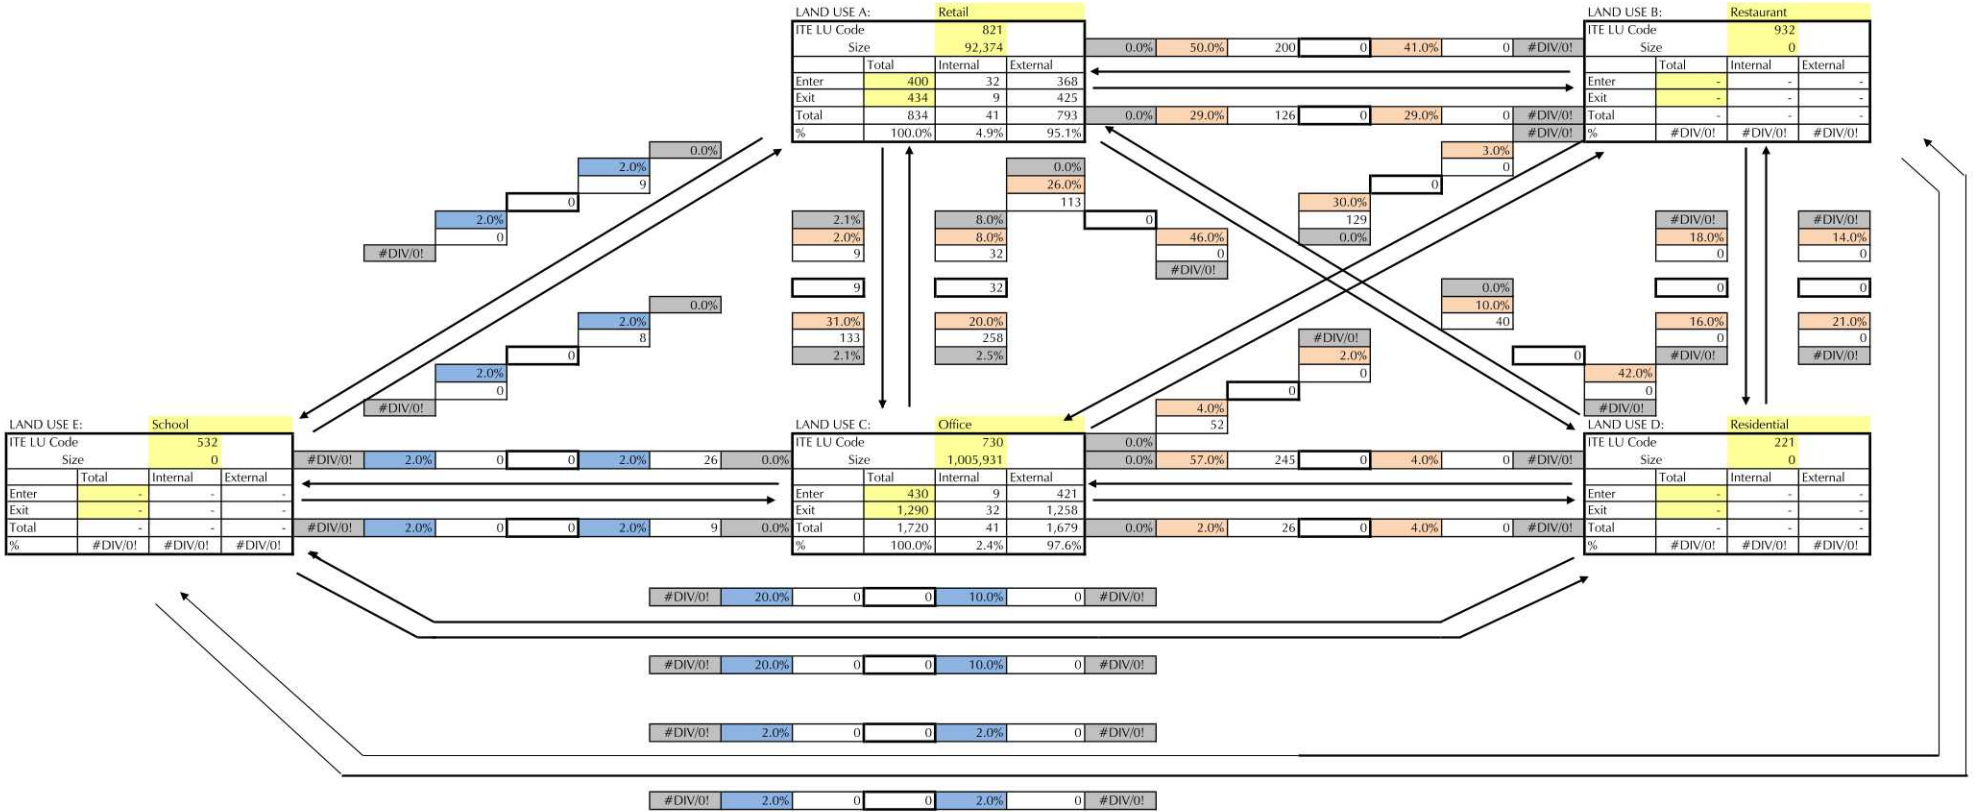 LAND USE A: Retail
ITE LU Code 821
Size 92,374
Total Internal External
Enter 400 32 368
Exit 434 9 425
Total 834 41 793
% 100.0% 4.9% 95.1%
0.0% 50.0% 200 0 41.0% 0 #DIV/0!
0.0% 29.0% 126 0 29.0% 0 #DIV/0!
LAND USE B: Restaurant
ITE LU Code 932
Size 0
Total Internal External
Enter - - -
Exit - - -
Total - - -
% #DIV/0! #DIV/0! #DIV/0!
0.0%
2.0%
9
0
2.0%
0
#DIV/0!
0.0%
2.0%
8
0
2.0%
0
#DIV/0!
2.1%
2.0%
9
9
31.0%
133
2.1%
8.0%
8.0%
32
32
20.0%
258
2.5%
0.0%
26.0%
113
0
46.0%
0
#DIV/0!
#DIV/0!
3.0%
0
0
30.0%
129
0.0%
#DIV/0!
2.0%
0
0
4.0%
52
0.0%
0.0%
10.0%
40
0
42.0%
0
#DIV/0!
#DIV/0!
18.0%
0
0
16.0%
0
#DIV/0!
#DIV/0!
14.0%
0
0
21.0%
0
#DIV/0!
LAND USE E: School
ITE LU Code 532
Size 0
Total Internal External
Enter - - -
Exit - - -
Total - - -
% #DIV/0! #DIV/0! #DIV/0!
#DIV/0! 2.0% 0 0 2.0% 26 0.0%
#DIV/0! 2.0% 0 0 2.0% 9 0.0%
LAND USE C: Office
ITE LU Code 730
Size 1,005,931
Total Internal External
Enter 430 9 421
Exit 1,290 32 1,258
Total 1,720 41 1,679
% 100.0% 2.4% 97.6%
0.0% 57.0% 245 0 4.0% 0 #DIV/0!
0.0% 2.0% 26 0 4.0% 0 #DIV/0!
LAND USE D: Residential
ITE LU Code 221
Size 0
Total Internal External
Enter - - -
Exit - - -
Total - - -
% #DIV/0! #DIV/0! #DIV/0!
#DIV/0! 20.0% 0 0 10.0% 0 #DIV/0!
#DIV/0! 20.0% 0 0 10.0% 0 #DIV/0!
#DIV/0! 2.0% 0 0 2.0% 0 #DIV/0!
#DIV/0! 2.0% 0 0 2.0% 0 #DIV/0!